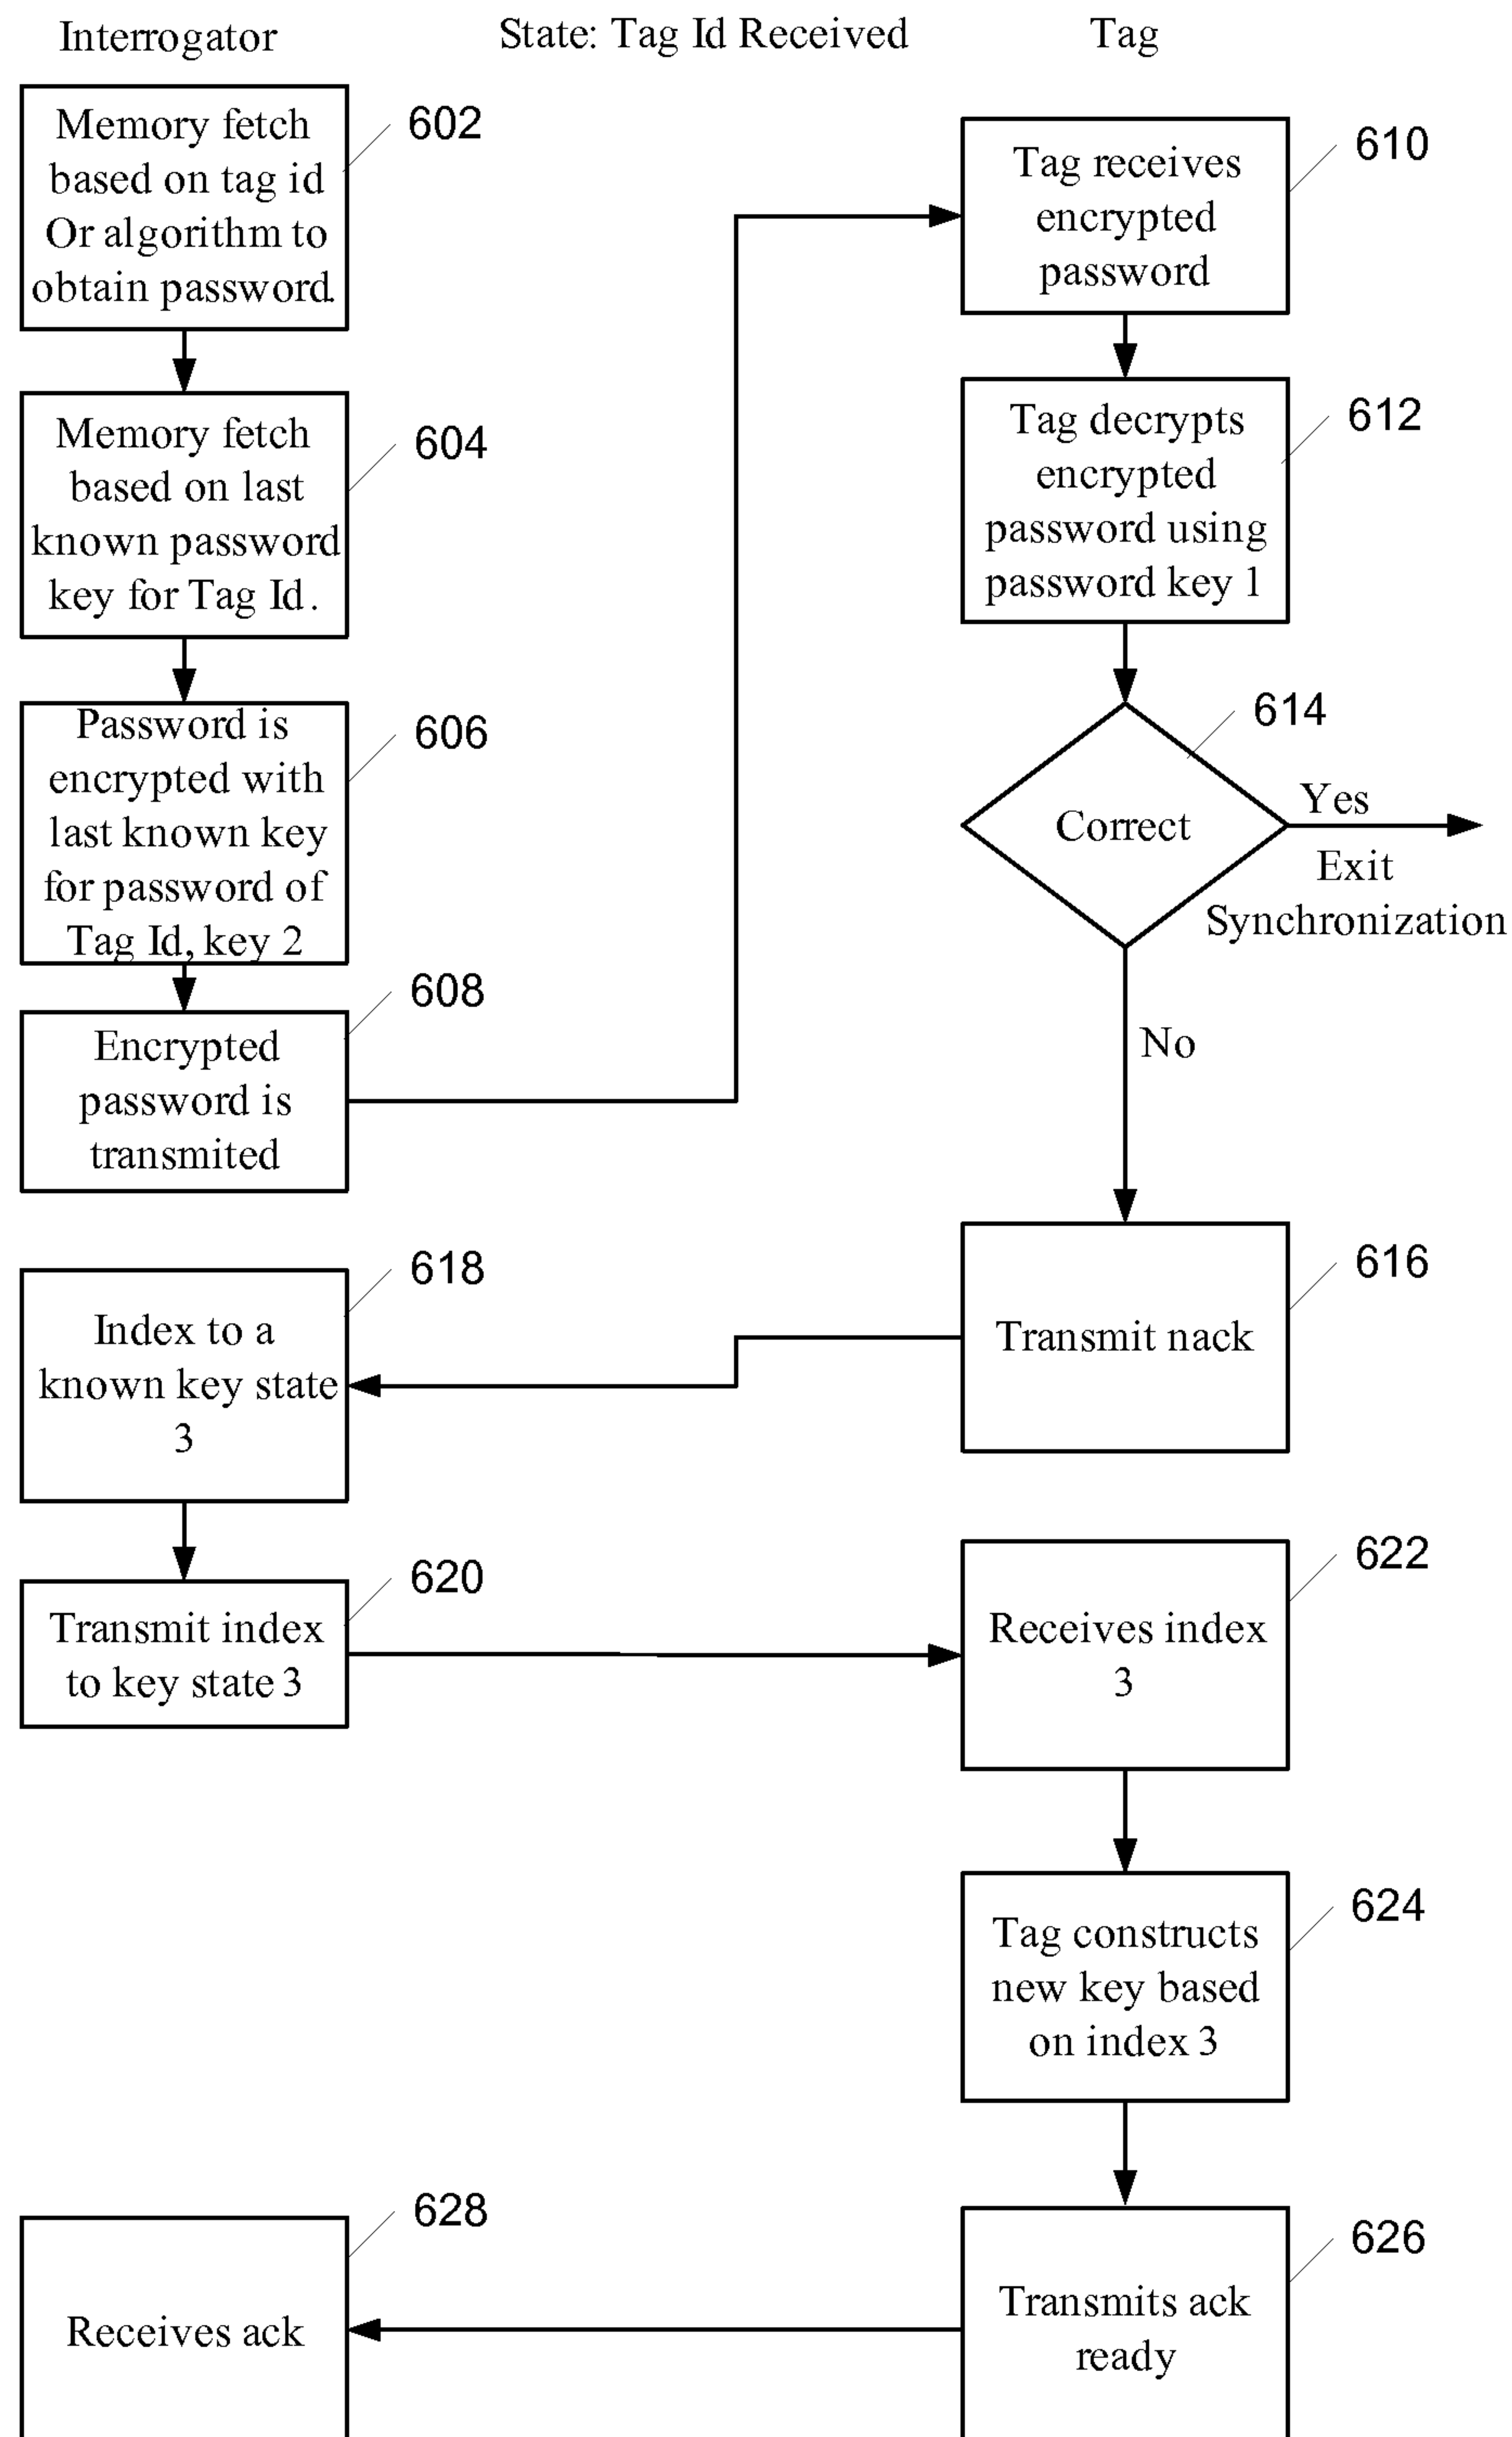 Interrogator
State: Tag Id Received
Tag
Memory fetch
based on tag id
Or algorithm to
obtain password.
602
Memory fetch
based on last
known password
key for Tag Id.
604
Password is
encrypted with
last known key
for password of
Tag Id, key 2
606
Encrypted
password is
transmited
608
Tag receives
encrypted
password
610
Tag decrypts
encrypted
password using
password key 1
612
Correct
614
Yes
Exit
Synchronization
No
Transmit nack
616
Index to a
known key state
3
618
Transmit index
to key state 3
620
Receives index
3
622
Tag constructs
new key based
on index 3
624
Transmits ack
ready
626
Receives ack
628